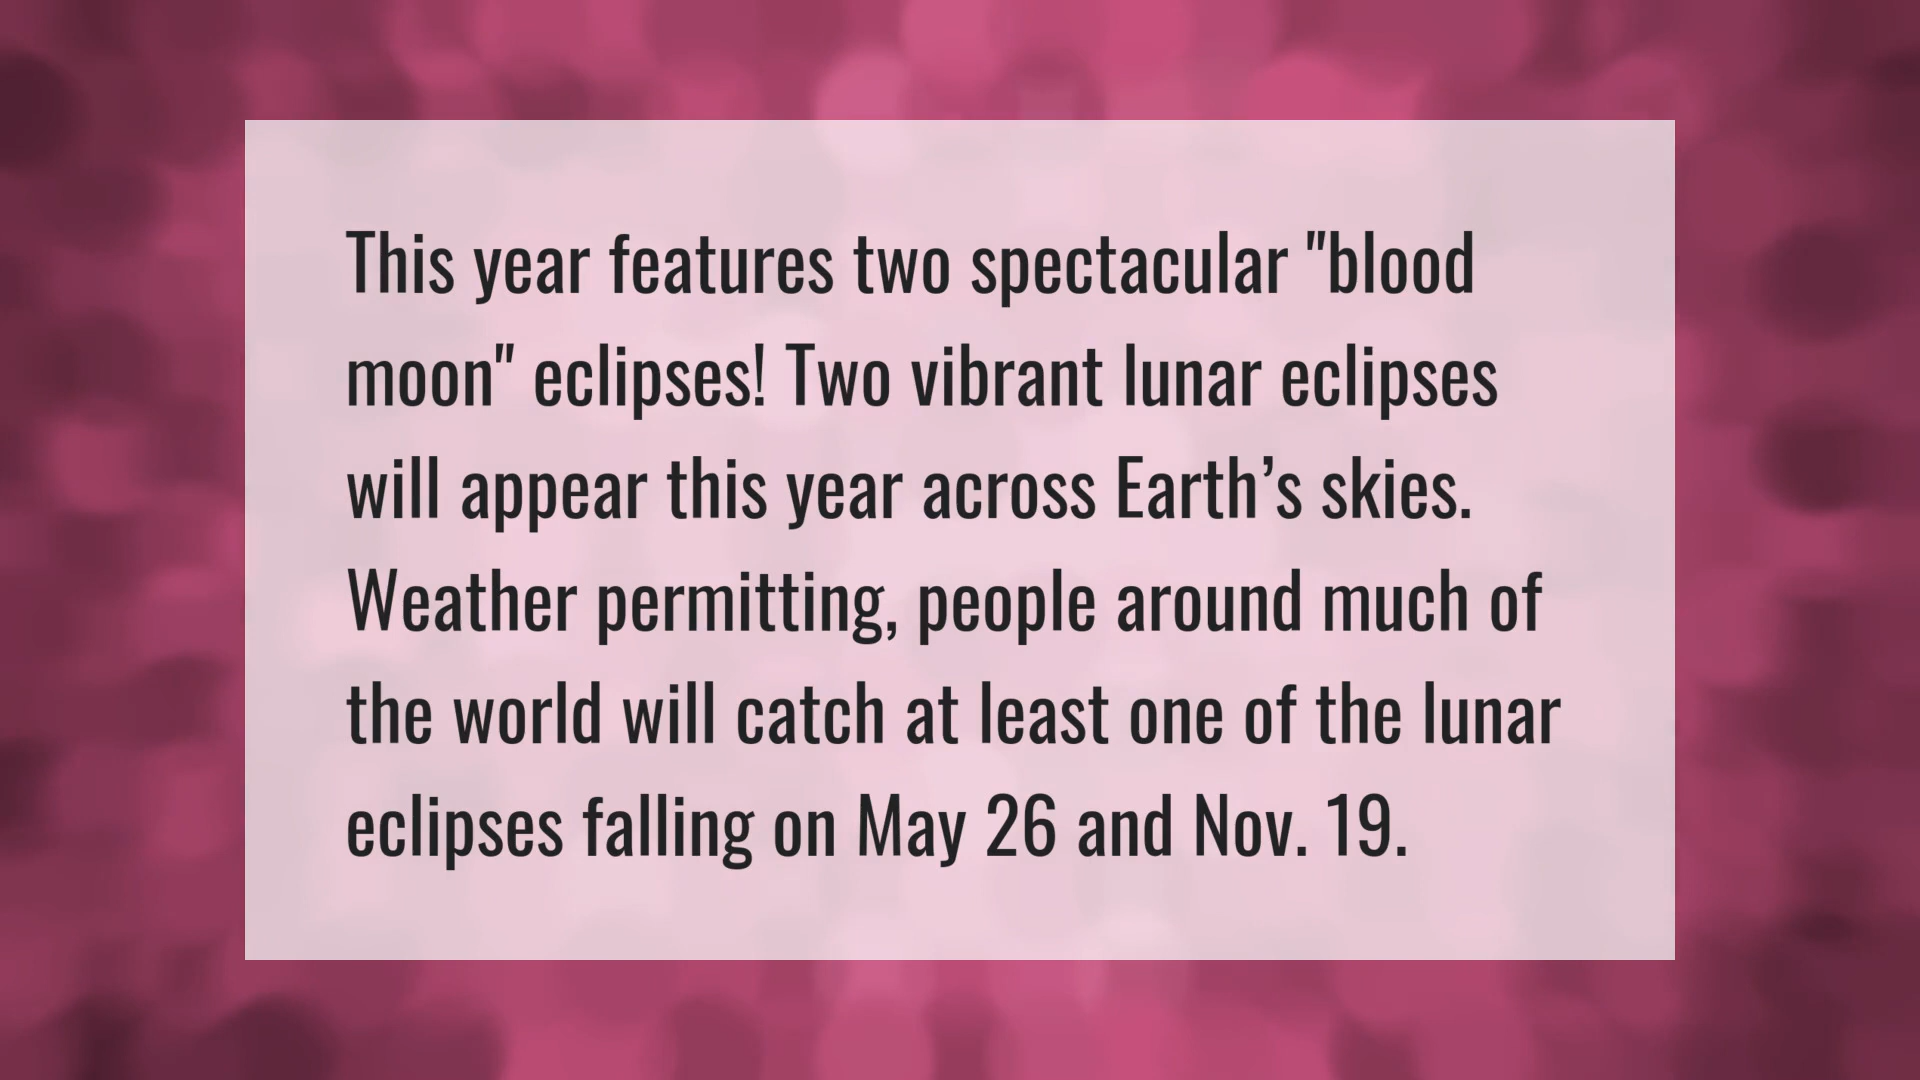 This year features two spectacular "blood
moon" eclipses! Two vibrant lunar eclipses
will appear this year across Earth’s skies.
Weather permitting, people around much of
the world will catch at least one of the lunar
eclipses falling on May 26 and Nov. 19.